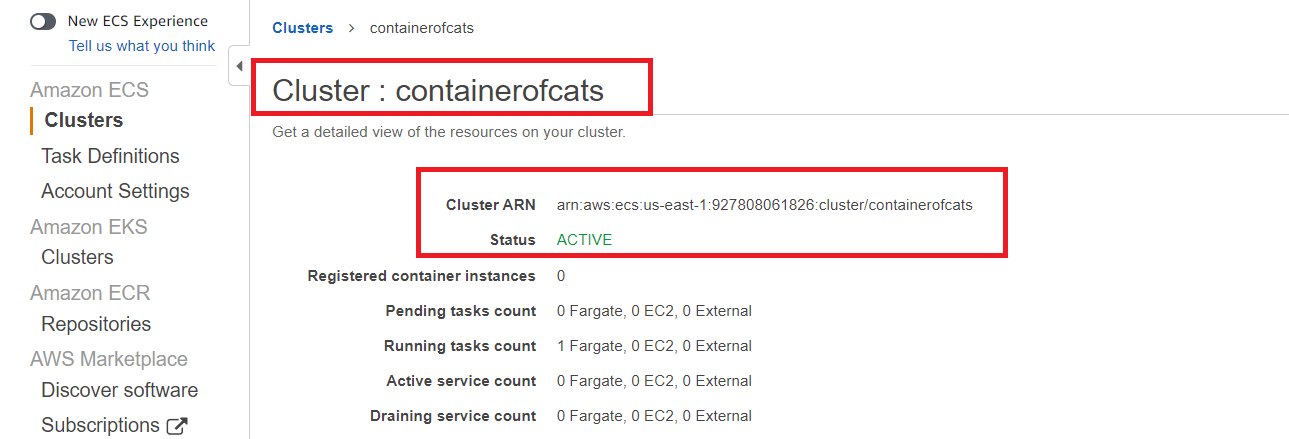 New ECS Experience
Tell us what you think
Amazon ECS
Clusters
Task Definitions
Account Settings
Amazon EKS
Clusters
Amazon ECR
Repositories
AWS Marketplace
Discover software
Subscriptions
Clusters > containerofcats
Cluster : containerofcats
Get a detailed view of the resources on your cluster.
Cluster ARN arn:aws:ecs:us-east-1:927808061826:cluster/containerofcats
Status ACTIVE
Registered container instances 0
Pending tasks count 0 Fargate, 0 EC2, 0 External
Running tasks count 1 Fargate, 0 EC2, 0 External
Active service count 0 Fargate, 0 EC2, 0 External
Draining service count 0 Fargate, 0 EC2, 0 External